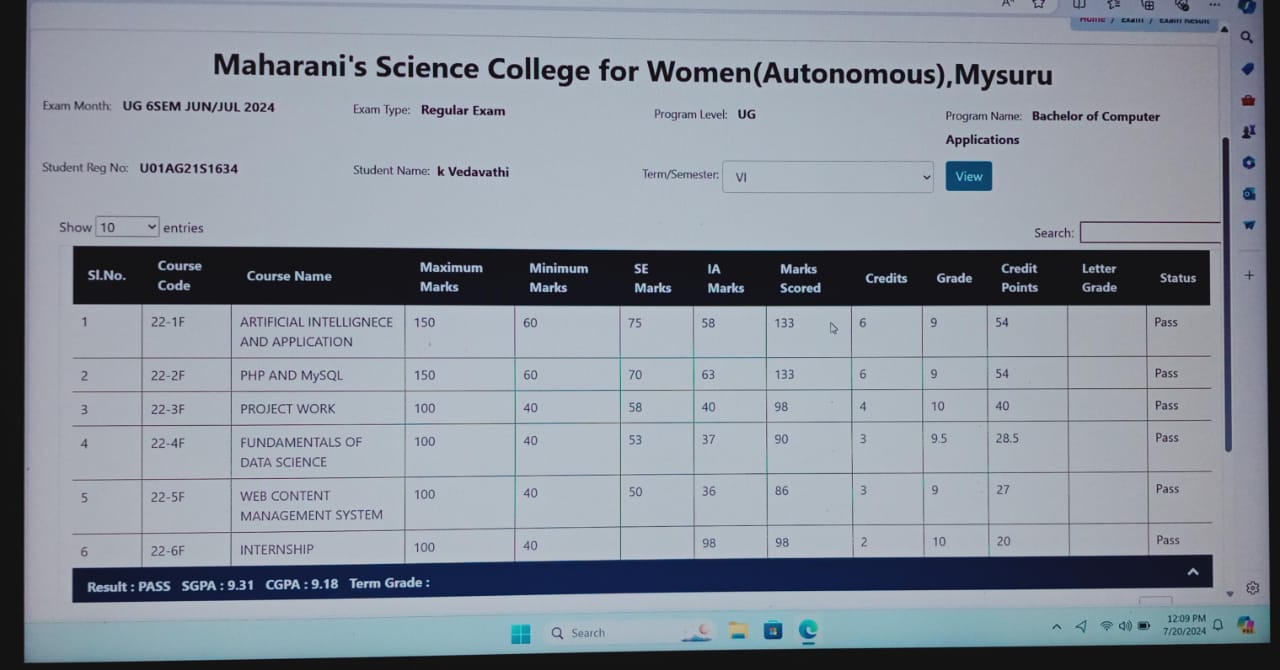 Home / Exam / Exam Result
Maharani's Science College for Women(Autonomous),Mysuru
Exam Month: UG 6SEM JUN/JUL 2024 Exam Type: Regular Exam Program Level: UG Program Name: Bachelor of Computer
Applications
Student Reg No: U01AG21S1634 Student Name: k Vedavathi Term/Semester: VI View
Show 10 entries
Search:
Sl.No. Course Code Course Name Maximum Marks Minimum Marks SE Marks IA Marks Marks Scored Credits Grade Credit Points Letter Grade Status
1 22-1F ARTIFICIAL INTELLIGNECE 150 60 75 58 133 6 9 54 Pass
AND APPLICATION
2 22-2F PHP AND MySQL 150 60 70 63 133 6 9 54 Pass
3 22-3F PROJECT WORK 100 40 58 40 98 4 10 40 Pass
4 22-4F FUNDAMENTALS OF 100 40 53 37 90 3 9.5 28.5 Pass
DATA SCIENCE
5 22-5F WEB CONTENT 100 40 50 36 86 3 9 27 Pass
MANAGEMENT SYSTEM
6 22-6F INTERNSHIP 100 40 98 98 2 10 20 Pass
Result : PASS SGPA : 9.31 CGPA : 9.18 Term Grade :
Search
12:09 PM
7/20/2024